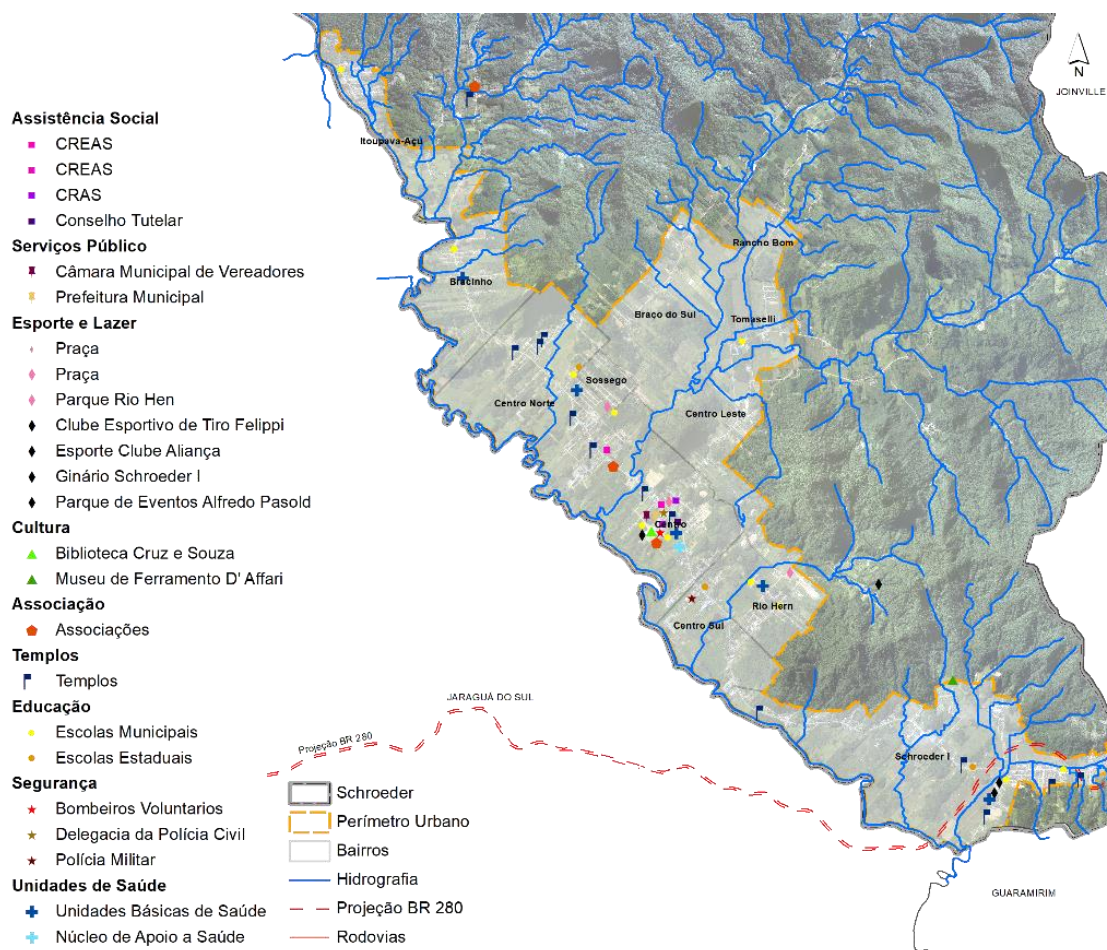 Assistência Social
CREAS
CREAS
CRAS
Conselho Tutelar
Serviços Público
Câmara Municipal de Vereadores
Prefeitura Municipal
Esporte e Lazer
Praça
Praça
Parque Rio Hen
Clube Esportivo de Tiro Felippi
Esporte Clube Aliança
Ginário Schroeder I
Parque de Eventos Alfredo Pasold
Cultura
Biblioteca Cruz e Souza
Museu de Ferramento D' Affari
Associação
Associações
Templos
Templos
Educação
Escolas Municipais
Escolas Estaduais
Segurança
Bombeiros Voluntarios
Delegacia da Polícia Civil
Polícia Militar
Unidades de Saúde
Unidades Básicas de Saúde
Núcleo de Apoio a Saúde
Schroeder
Perímetro Urbano
Bairros
Hidrografia
Projeção BR 280
Rodovias
N
JOINVILLE
Itoupava-Açú
Rancho Bom
Bracinho
Braço do Sul
Tomaselli
Sossego
Centro Norte
Centro Leste
Centro
Rio Hern
Centro Sul
JARAGUÁ DO SUL
Projeção BR 280
Schroeder I
GUARAMIRIM